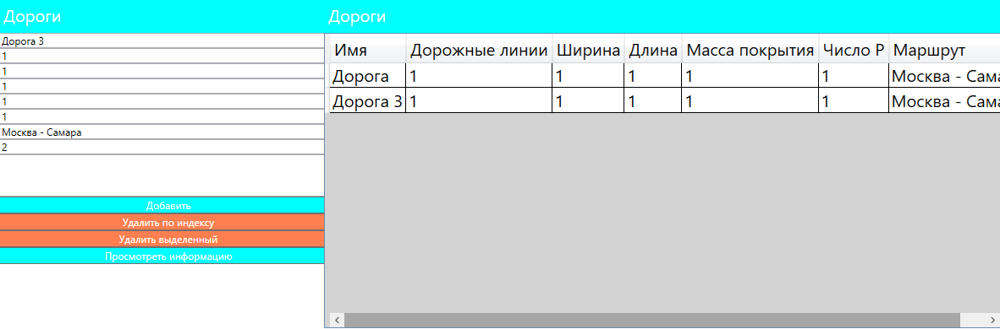 Дороги
Дорога 3
1
1
1
1
1
Москва - Самара
2
Добавить
Удалить по индексу
Удалить выделенный
Просмотреть информацию
Дороги
Имя Дорожные линии Ширина Длина Масса покрытия Число P Маршрут
Дорога 1 1 1 1 1 Москва - Сама
Дорога 3 1 1 1 1 1 Москва - Сама